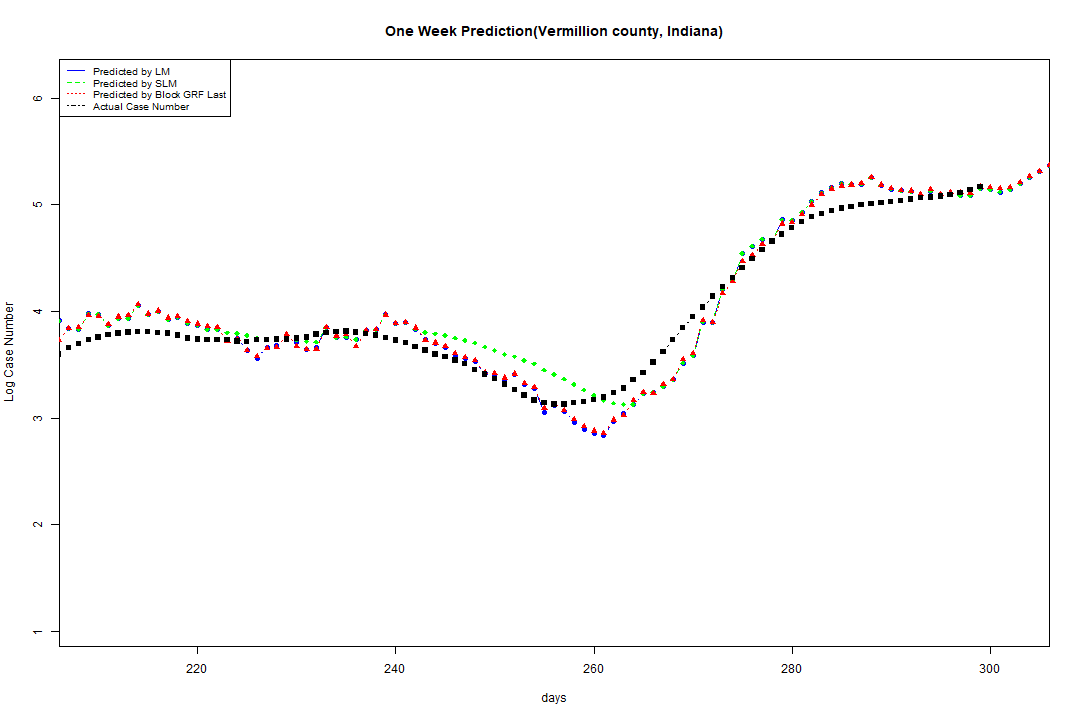 One Week Prediction(Vermillion county, Indiana)
Predicted by LM
Predicted by SLM
Predicted by Block GRF Last
Actual Case Number
6
5
4
3
2
1
Log Case Number
220 240 260 280 300
days